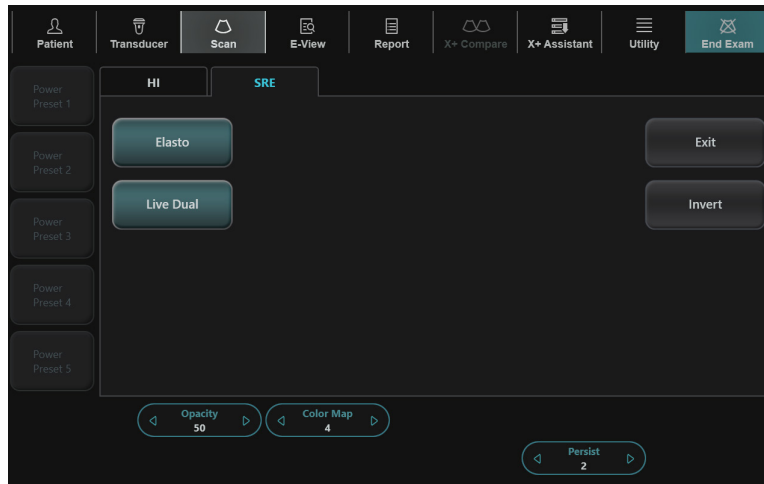 Patient
Transducer
Scan
E-View
Report
X+ Compare
X+ Assistant
Utility
End Exam
Power
Preset 1
Power
Preset 2
Power
Preset 3
Power
Preset 4
Power
Preset 5
HI
SRE
Elasto
Exit
Live Dual
Invert
Opacity
50
Color Map
4
Persist
2